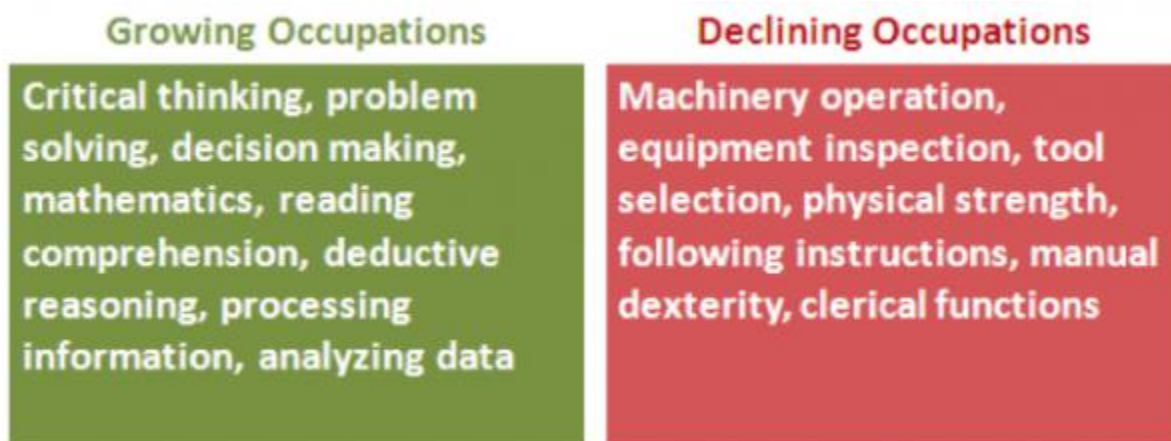 Growing Occupations
Critical thinking, problem
solving, decision making,
mathematics, reading
comprehension, deductive
reasoning, processing
information, analyzing data
Declining Occupations
Machinery operation,
equipment inspection, tool
selection, physical strength,
following instructions, manual
dexterity, clerical functions